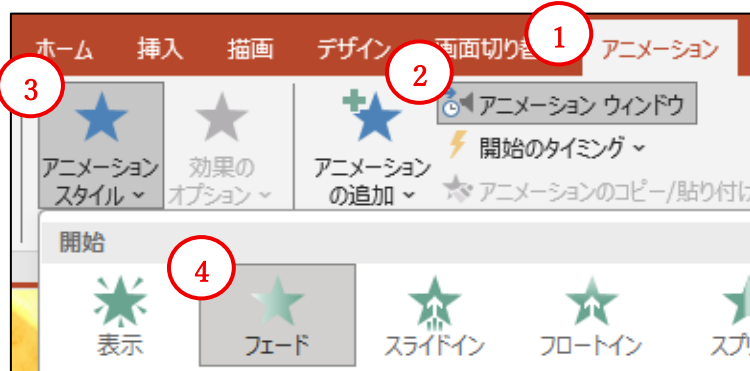 ホーム 挿入 描画 デザイン 画面切り替 1 アニメーション
3 2
アニメーション ウィンドウ
開始のタイミング
アニメーション 効果の アニメーション
スタイル オプション の追加 アニメーションのコピー/貼り付け
開始
4
表示 フェード スライドイン フロートイン スプ